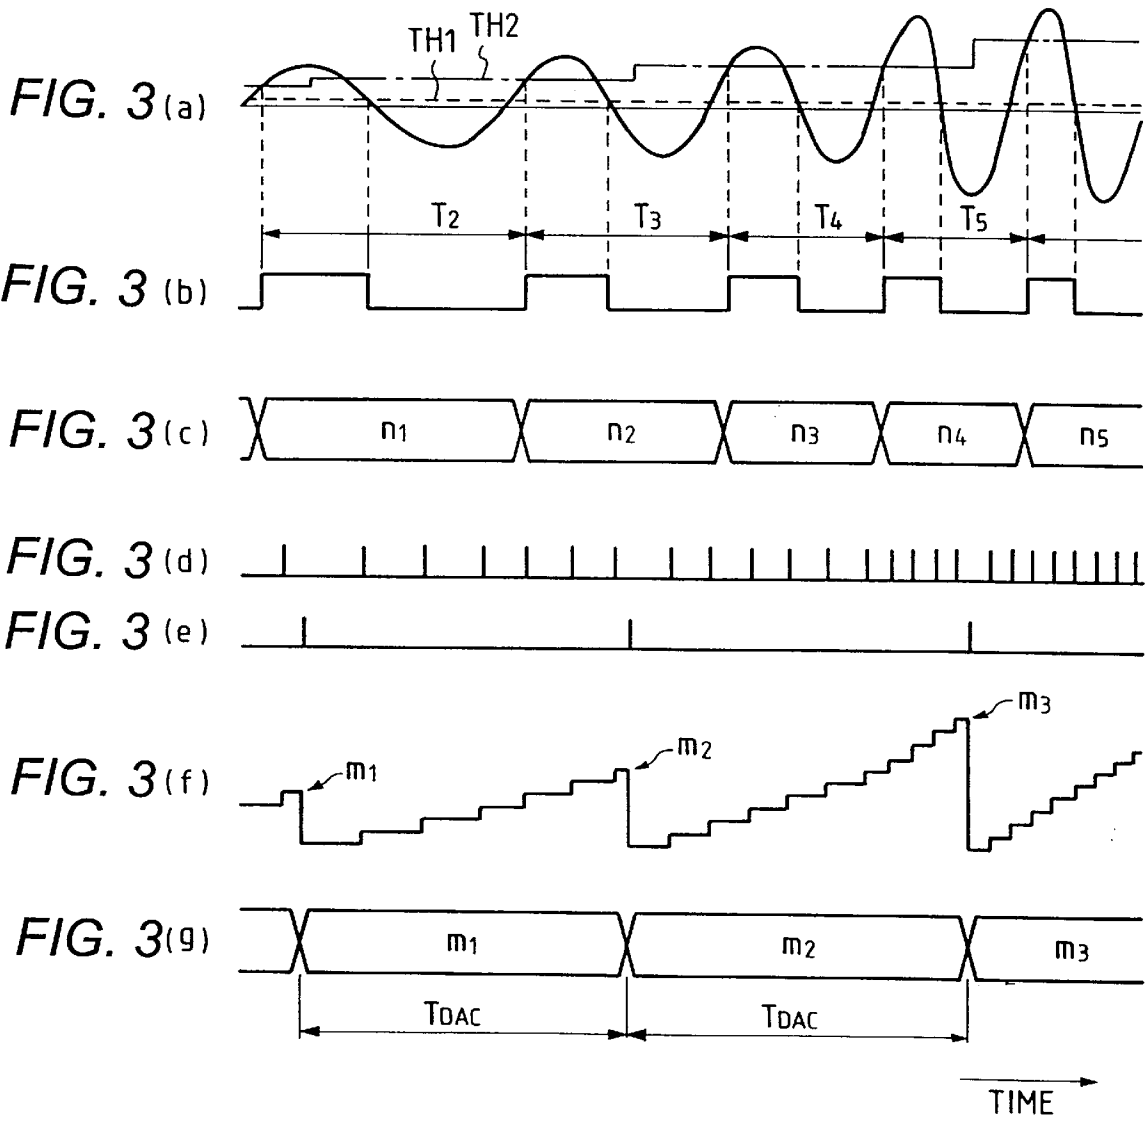 TH1 TH2
FIG. 3 (a)
T2 T3 T4 T5
FIG. 3 (b)
FIG. 3 (c) n1 n2 n3 n4 n5
FIG. 3 (d)
FIG. 3 (e)
FIG. 3 (f) m1 m2 m3
FIG. 3 (g) m1 m2 m3
TDAC TDAC
TIME